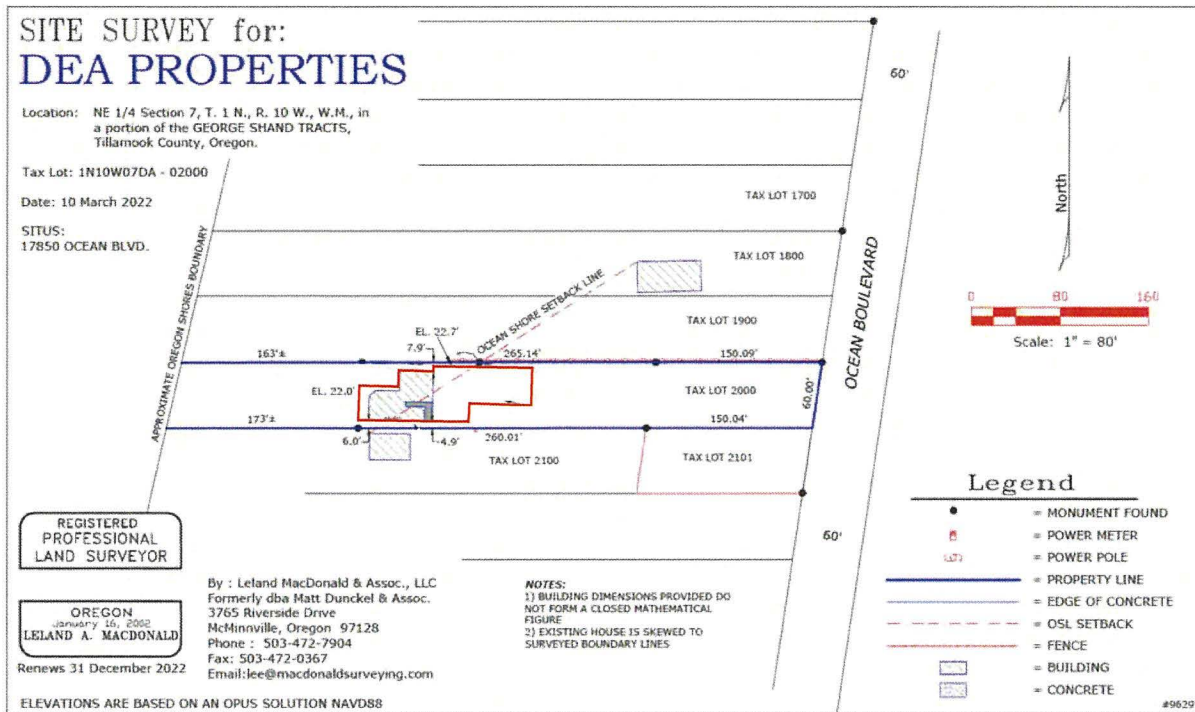 SITE SURVEY for:
DEA PROPERTIES
Location: NE 1/4 Section 7, T. 1 N., R. 10 W., W.M., in
a portion of the GEORGE SHAND TRACTS,
Tillamook County, Oregon.
Tax Lot: 1N10W07DA - 02000
Date: 10 March 2022
SITUS:
17850 OCEAN BLVD.
60'
North
TAX LOT 1700
TAX LOT 1800
TAX LOT 1900
APPROXIMATE OREGON SHORES BOUNDARY
OCEAN SHORE SETBACK LINE
OCEAN BOULEVARD
0 80 160
Scale: 1" = 80'
EL. 22.7'
7.9'
163'±
265.14'
150.09'
EL. 22.0'
TAX LOT 2000
60.00'
173'±
6.0'
4.9'
260.01'
150.04'
TAX LOT 2100
TAX LOT 2101
60'
Legend
= MONUMENT FOUND
= POWER METER
= POWER POLE
= PROPERTY LINE
= EDGE OF CONCRETE
= OSL SETBACK
= FENCE
= BUILDING
= CONCRETE
REGISTERED
PROFESSIONAL
LAND SURVEYOR
OREGON
January 16, 2002
LELAND A. MACDONALD
Renews 31 December 2022
By : Leland MacDonald & Assoc., LLC
Formerly dba Matt Dunckel & Assoc.
3765 Riverside Drive
McMinnville, Oregon 97128
Phone : 503-472-7904
Fax: 503-472-0367
Email:lee@macdonaldsurveying.com
NOTES:
1) BUILDING DIMENSIONS PROVIDED DO
NOT FORM A CLOSED MATHEMATICAL
FIGURE
2) EXISTING HOUSE IS SKEWED TO
SURVEYED BOUNDARY LINES
ELEVATIONS ARE BASED ON AN OPUS SOLUTION NAVD88
#9629